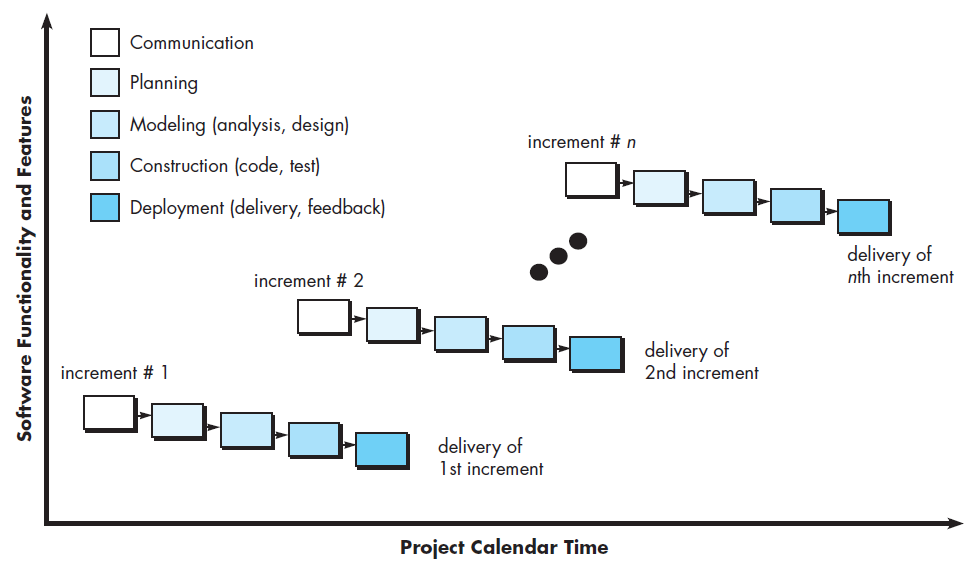 Software Functionality and Features
Communication
Planning
Modeling (analysis, design)
Construction (code, test)
Deployment (delivery, feedback)
increment # n
delivery of
nth increment
increment # 2
delivery of
2nd increment
increment # 1
delivery of
1st increment
Project Calendar Time